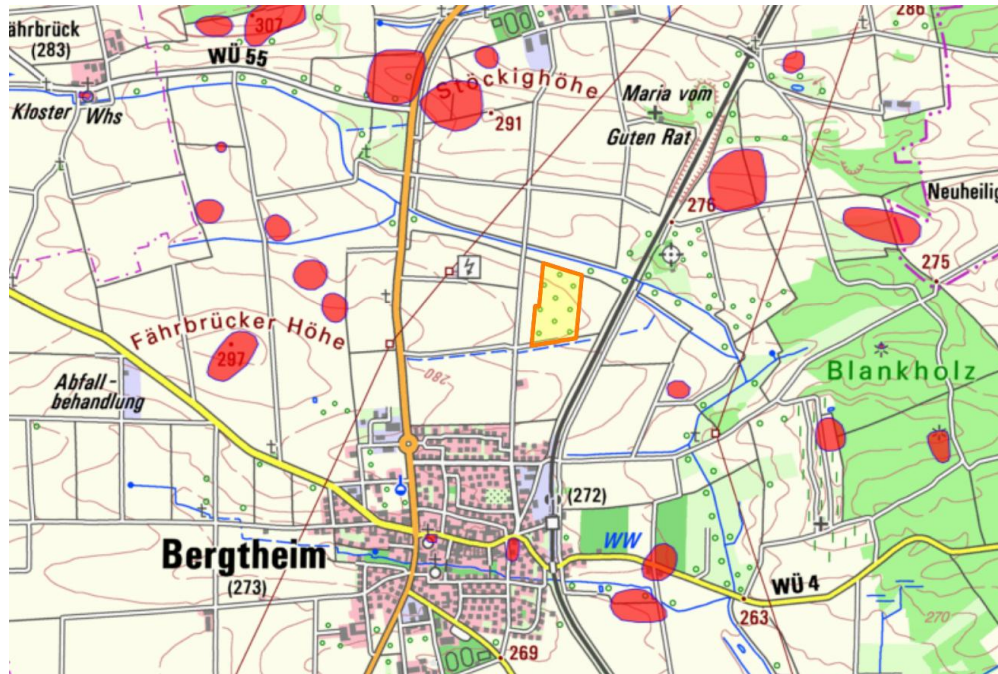 307
286
ährbrück
(283)
WÜ 55
Stöckighöhe
Maria vom
Kloster
Whs
291
Guten Rat
Neuheilig
276
275
Fährbrücker Höhe
297
280
Abfall-
behandlung
Blankholz
(272)
WW
Bergtheim
(273)
WÜ 4
263
270
269